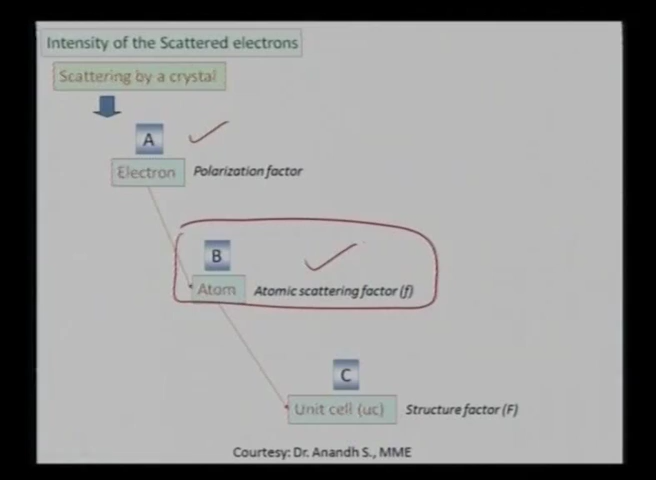 Intensity of the Scattered electrons
Scattering by a crystal
A
Electron Polarization factor
B
Atom Atomic scattering factor (f)
C
Unit cell (uc) Structure factor (F)
Courtesy: Dr. Anandh S., MME